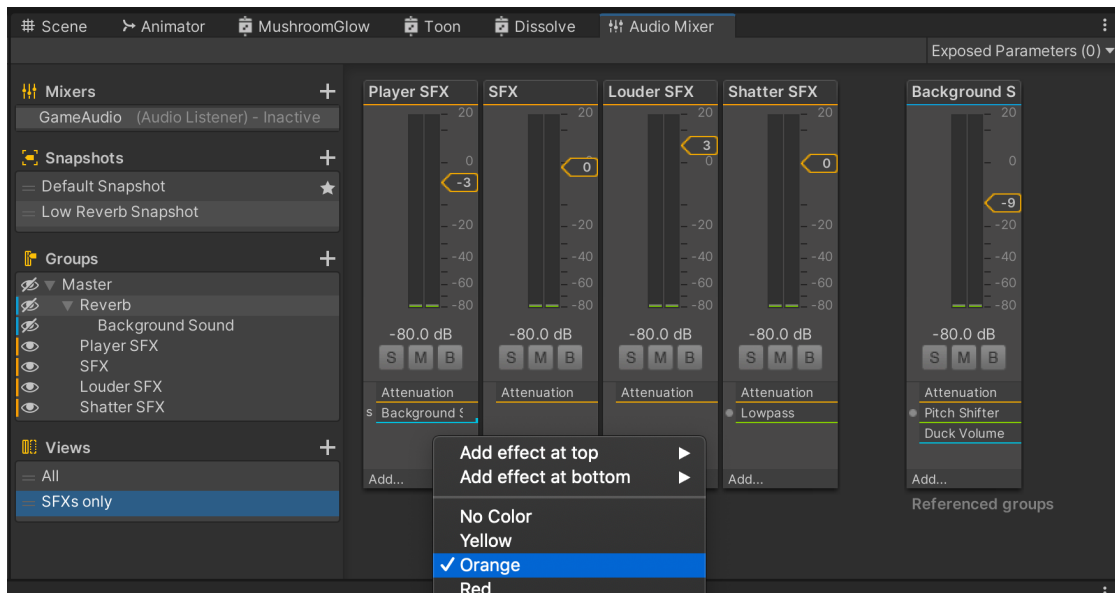 Scene Animator MushroomGlow Toon Dissolve Audio Mixer
Exposed Parameters (0)
Mixers
GameAudio (Audio Listener) - Inactive
Snapshots
Default Snapshot
Low Reverb Snapshot
Groups
Master
Reverb
Background Sound
Player SFX
SFX
Louder SFX
Shatter SFX
Views
All
SFXs only
Player SFX
20
0
-3
-20
-40
-60
-80
-80.0 dB
S M B
Attenuation
S Background S
Add...
SFX
20
0
-20
-40
-60
-80
-80.0 dB
S M B
Attenuation
Louder SFX
20
3
0
-20
-40
-60
-80
-80.0 dB
S M B
Attenuation
Shatter SFX
20
0
-20
-40
-60
-80
-80.0 dB
S M B
Attenuation
Lowpass
Add...
Background S
20
0
-9
-20
-40
-60
-80
-80.0 dB
S M B
Attenuation
Pitch Shifter
Duck Volume
Add...
Referenced groups
Add effect at top
Add effect at bottom
No Color
Yellow
Orange
Red